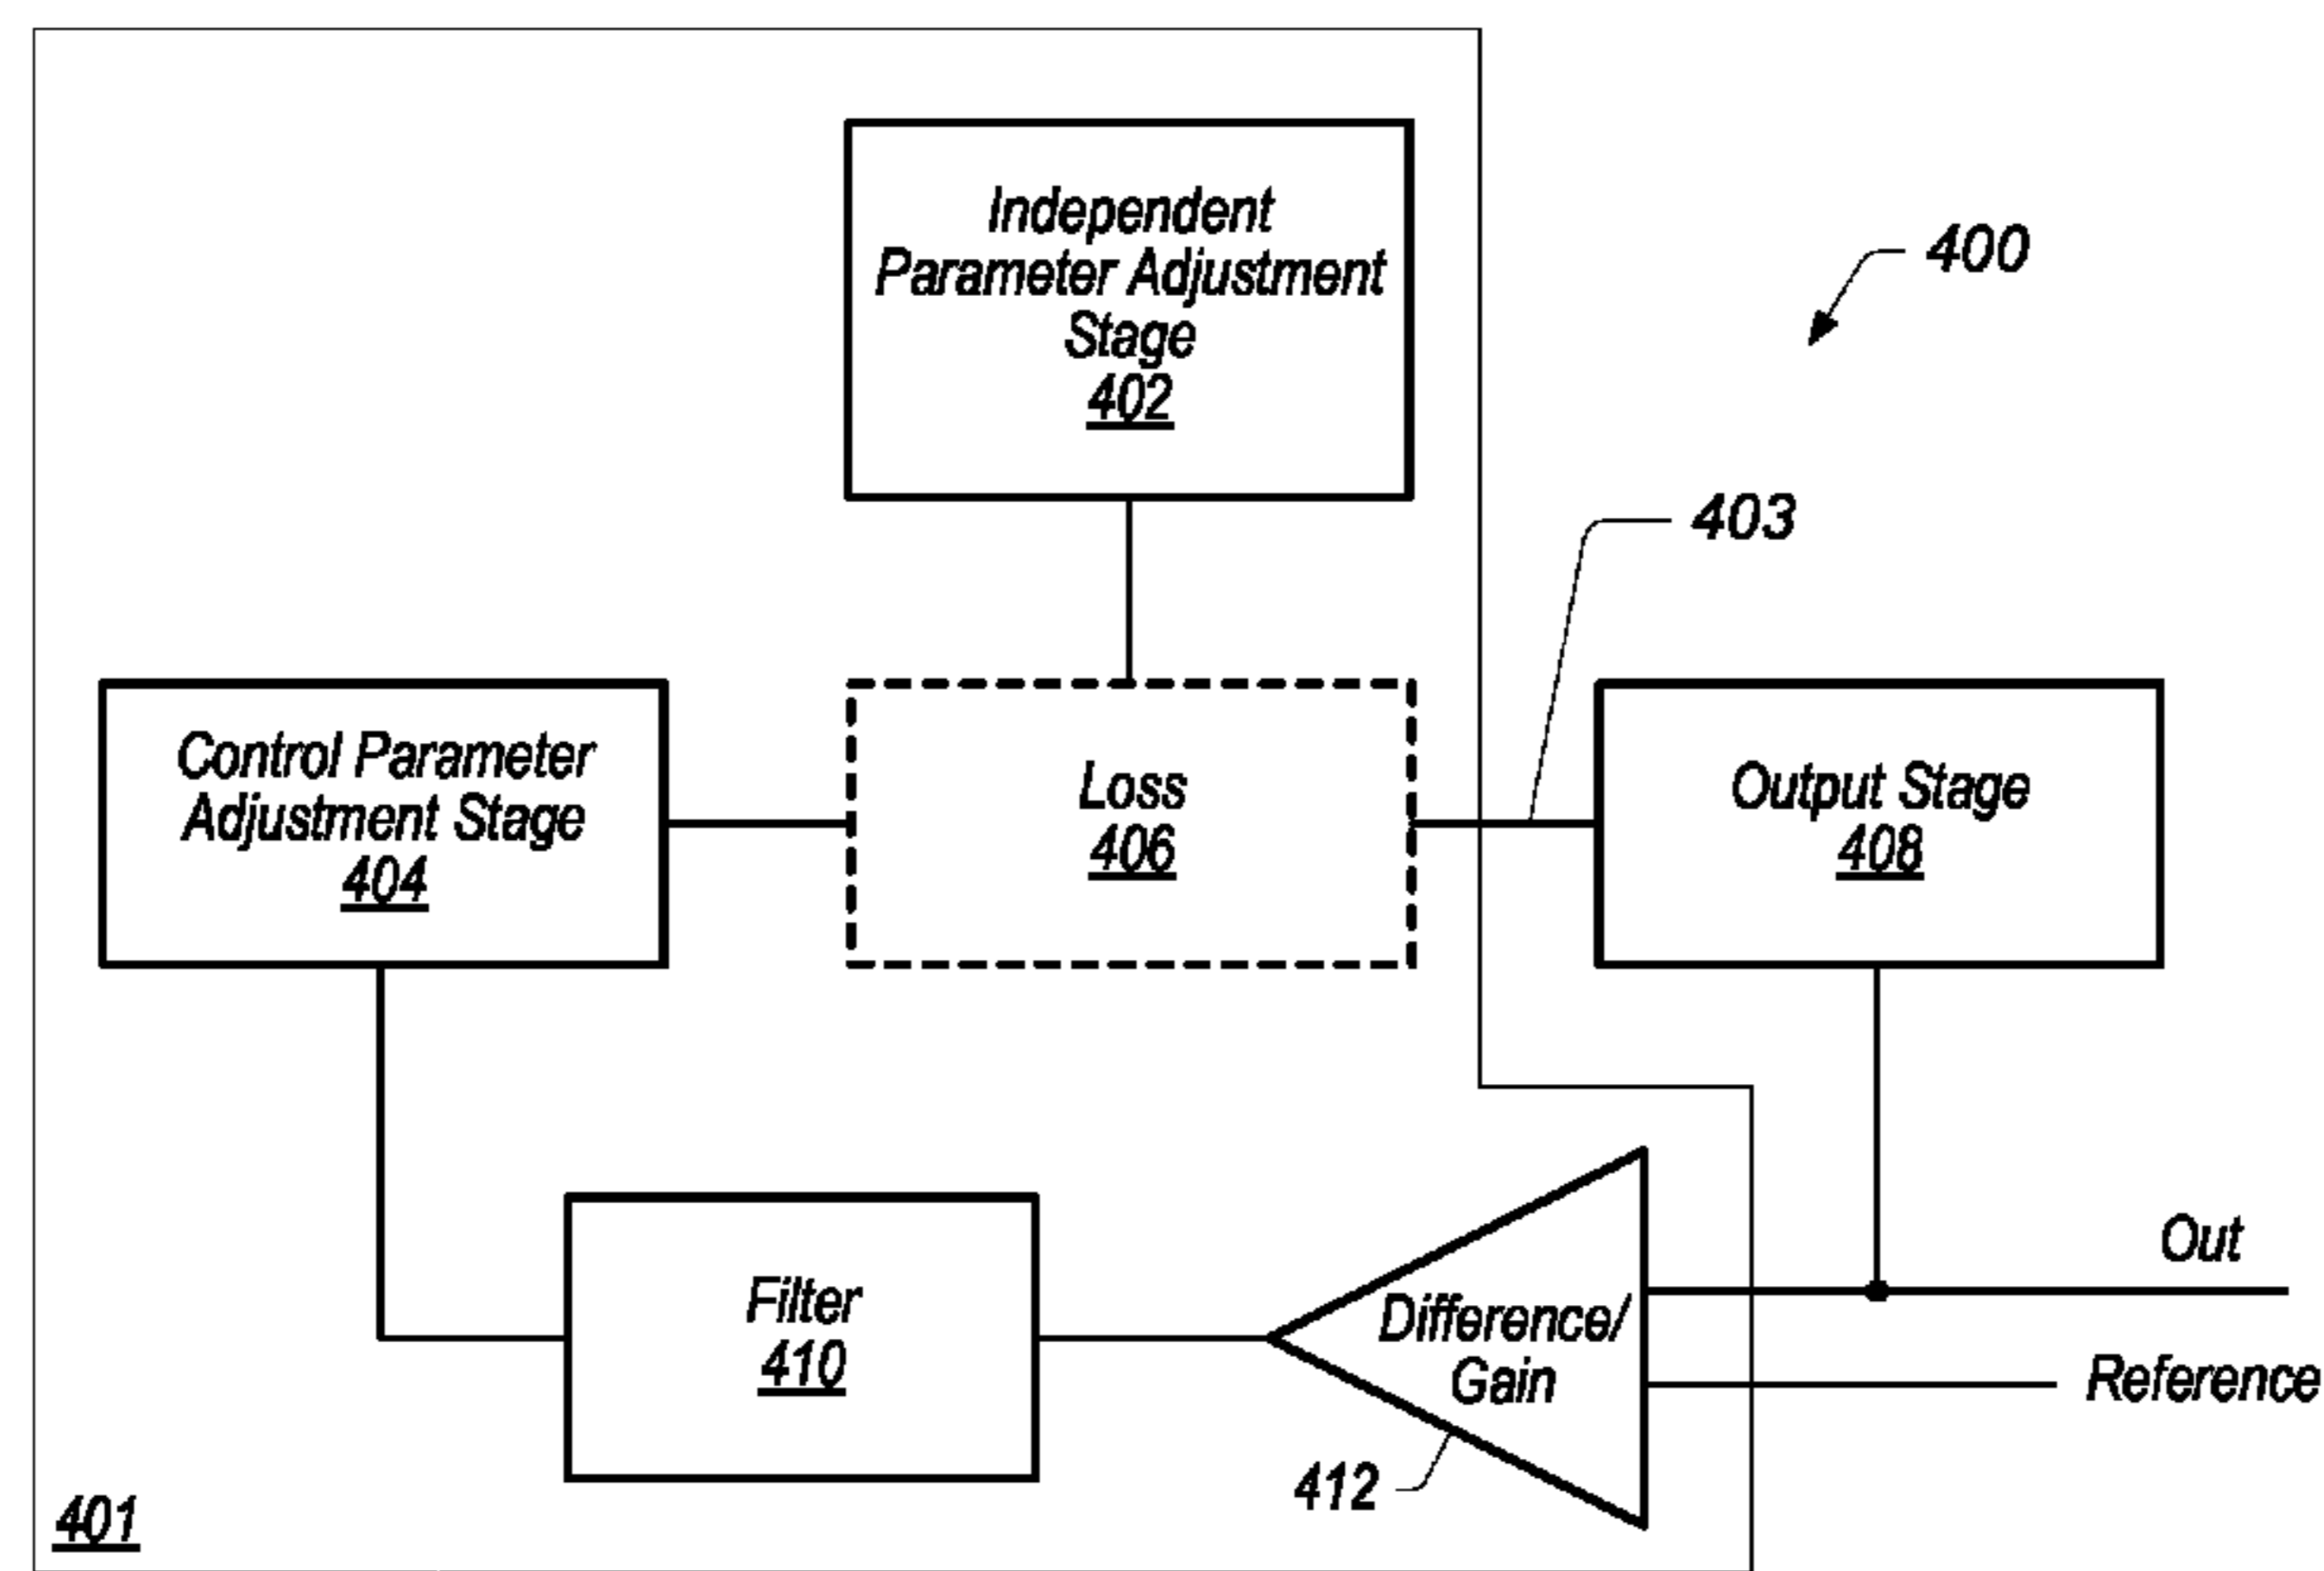 Independent
Parameter Adjustment
Stage
402
400
403
Control Parameter
Adjustment Stage
404
Loss
406
Output Stage
408
Filter
410
Difference/
Gain
412
Out
Reference
401